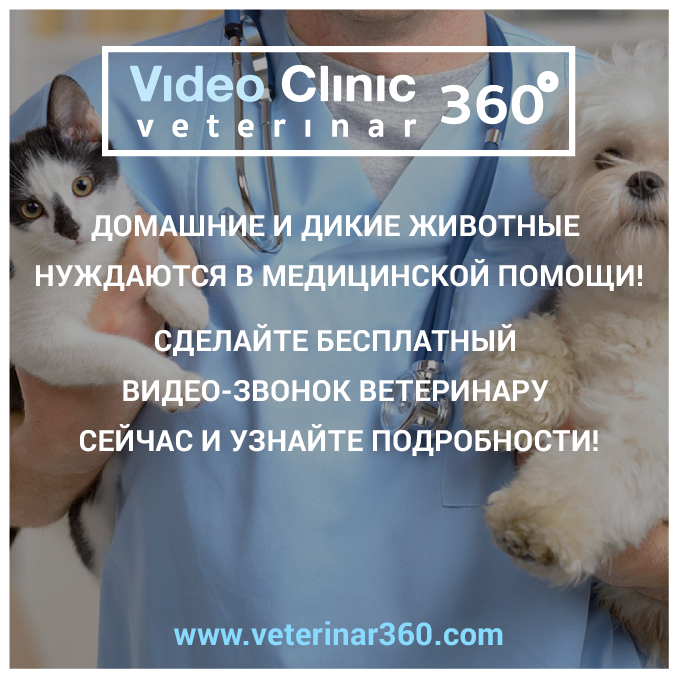 Video Clinic
veterinar 360°
ДОМАШНИЕ И ДИКИЕ ЖИВОТНЫЕ
НУЖДАЮТСЯ В МЕДИЦИНСКОЙ ПОМОЩИ!
СДЕЛАЙТЕ БЕСПЛАТНЫЙ
ВИДЕО-ЗВОНОК ВЕТЕРИНАРУ
СЕЙЧАС И УЗНАЙТЕ ПОДРОБНОСТИ!
www.veterinar360.com